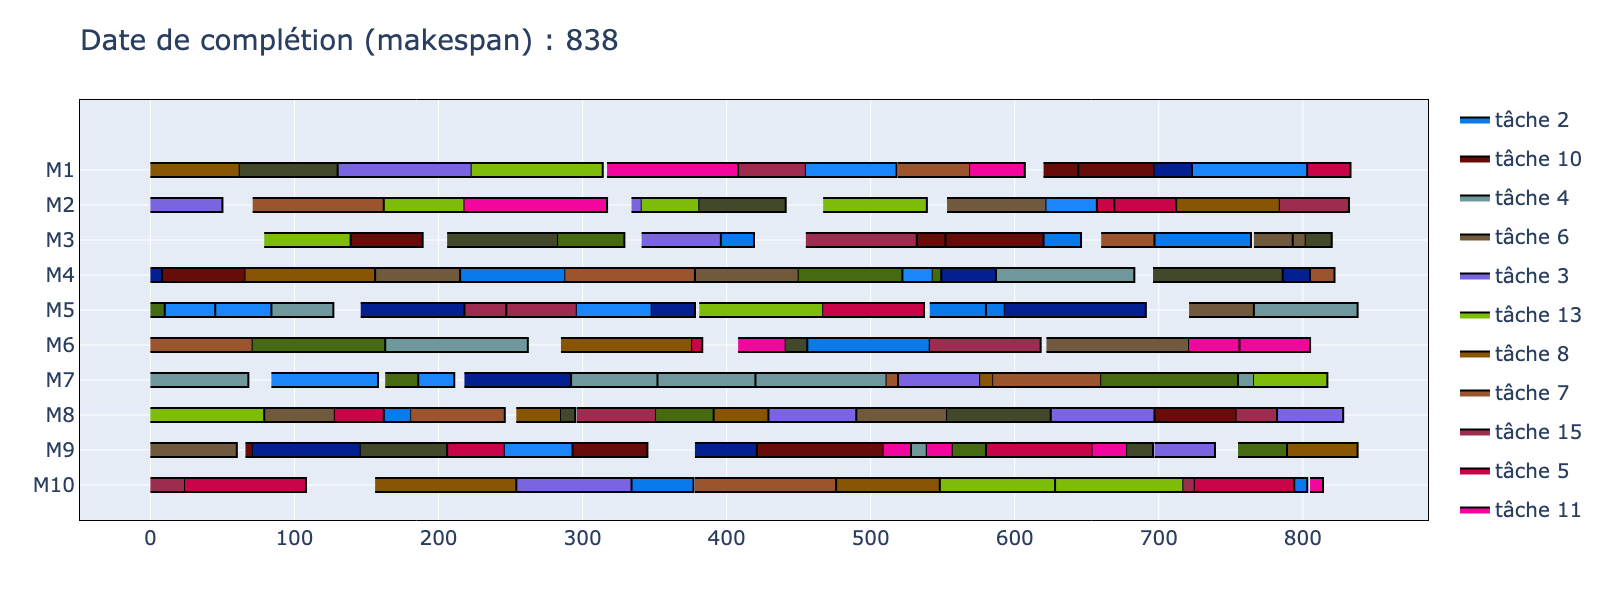 Date de complétion (makespan) : 838
M1
M2
M3
M4
M5
M6
M7
M8
M9
M10
0 100 200 300 400 500 600 700 800
tâche 2
tâche 10
tâche 4
tâche 6
tâche 3
tâche 13
tâche 8
tâche 7
tâche 15
tâche 5
tâche 11